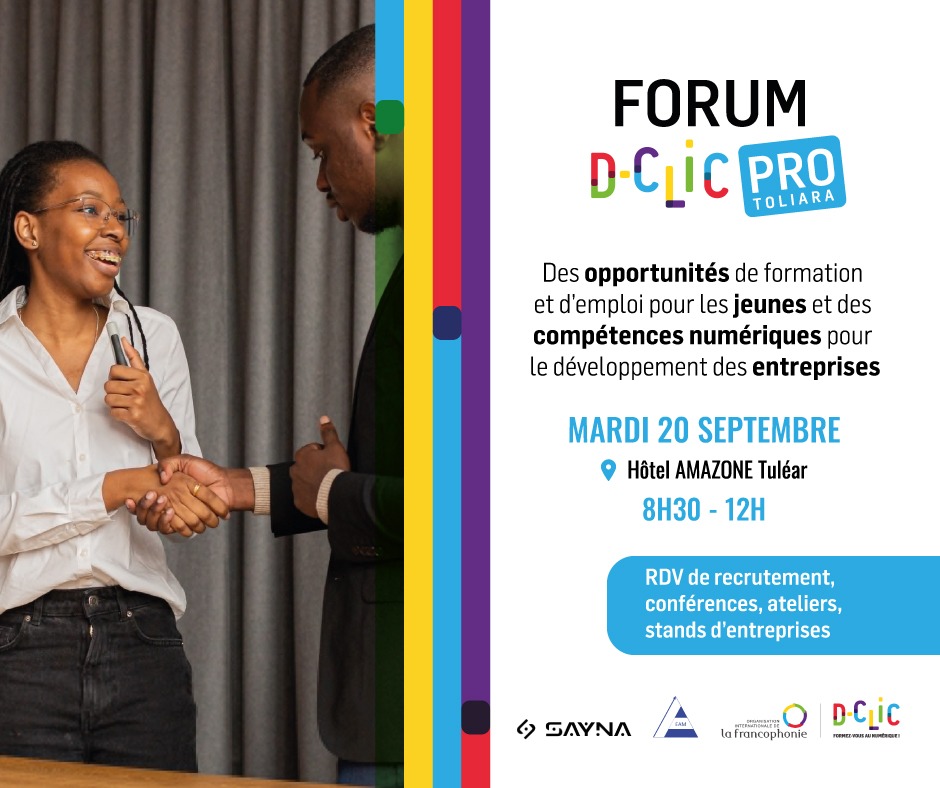 FORUM
D-CLIC PRO
TOLIARA
Des opportunités de formation
et d'emploi pour les jeunes et des
compétences numériques pour
le développement des entreprises
MARDI 20 SEPTEMBRE
Hôtel AMAZONE Tuléar
8H30 - 12H
RDV de recrutement,
conférences, ateliers,
stands d'entreprises
SAYNA
EAM
ORGANISATION
INTERNATIONALE DE
la francophonie
D-CLIC
FORMEZ-VOUS AU NUMÉRIQUE !